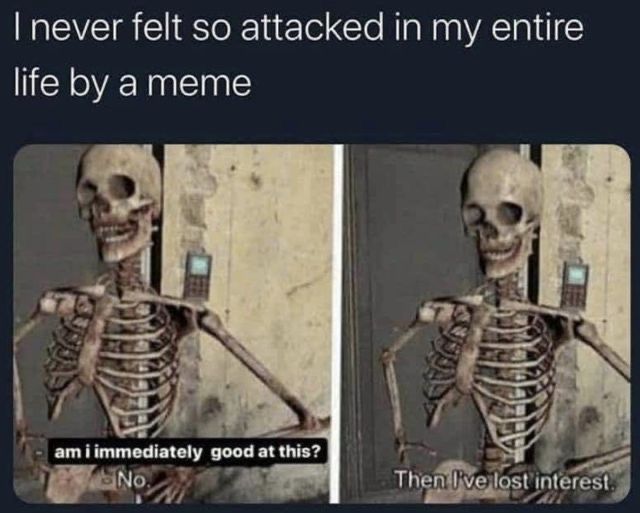 I never felt so attacked in my entire
life by a meme
am i immediately good at this?
No.
Then I've lost interest.